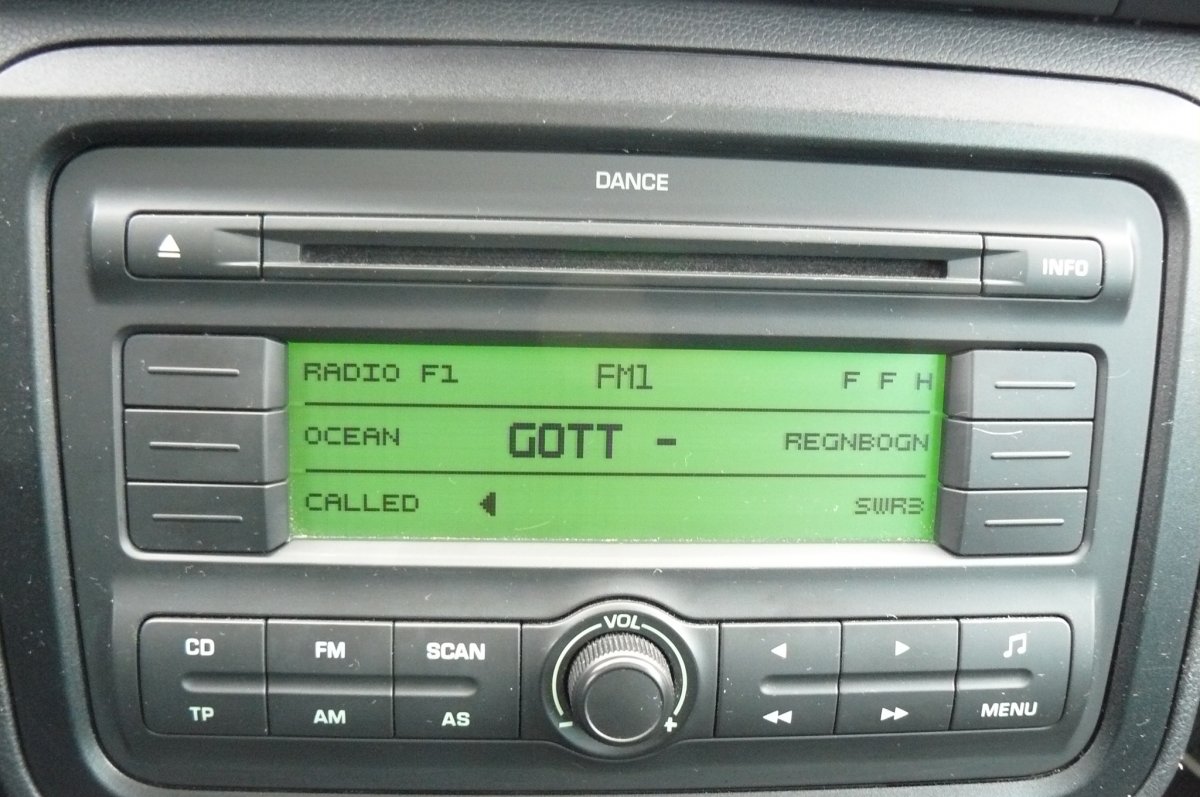 DANCE
INFO
RADIO F1 FM1 F F H
OCEAN GOTT - REGNBOGN
CALLED SWR3
CD FM SCAN VOL
TP AM AS - + MENU